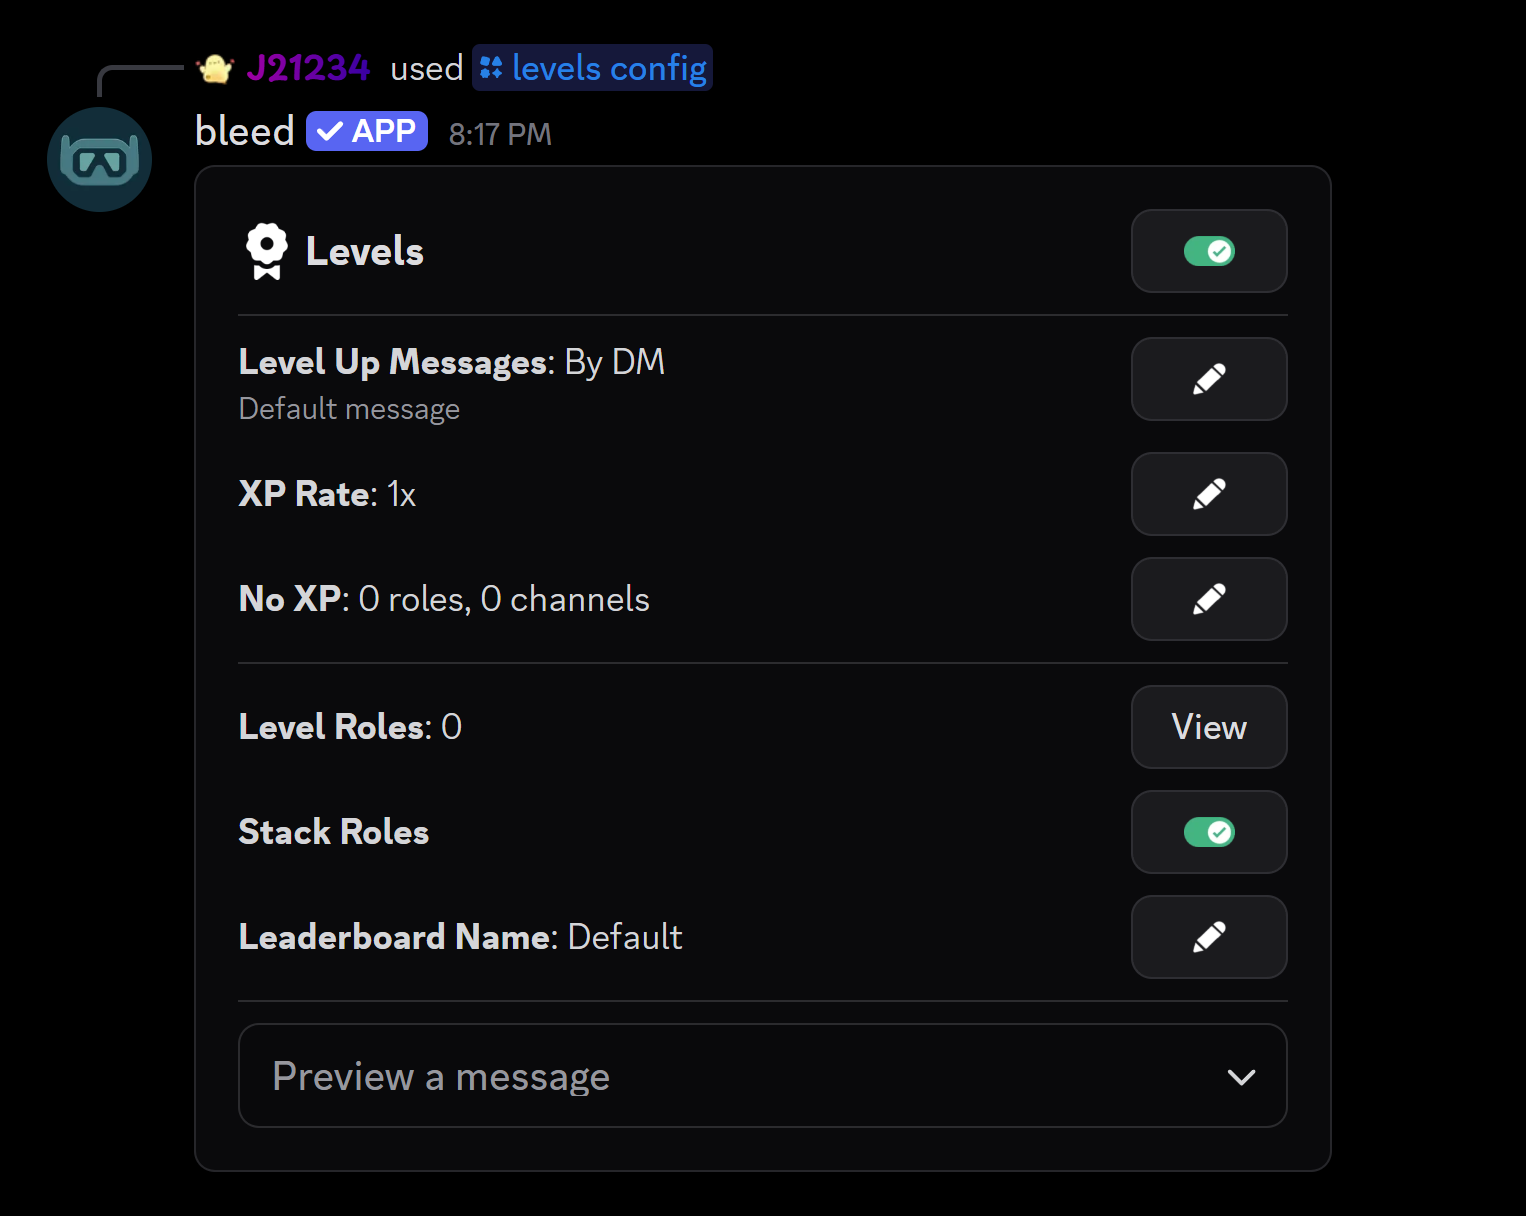 J21234 used levels config
bleed APP 8:17 PM
Levels
Level Up Messages: By DM
Default message
XP Rate: 1x
No XP: 0 roles, 0 channels
Level Roles: 0
View
Stack Roles
Leaderboard Name: Default
Preview a message